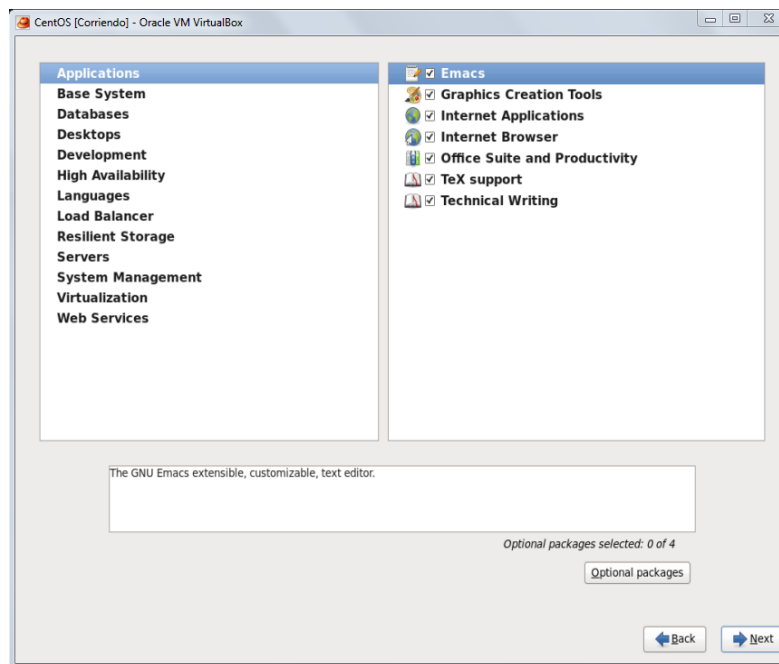 CentOS [Corriendo] - Oracle VM VirtualBox
Applications
Base System
Databases
Desktops
Development
High Availability
Languages
Load Balancer
Resilient Storage
Servers
System Management
Virtualization
Web Services
Emacs
Graphics Creation Tools
Internet Applications
Internet Browser
Office Suite and Productivity
TeX support
Technical Writing
The GNU Emacs extensible, customizable, text editor.
Optional packages selected: 0 of 4
Optional packages
Back
Next